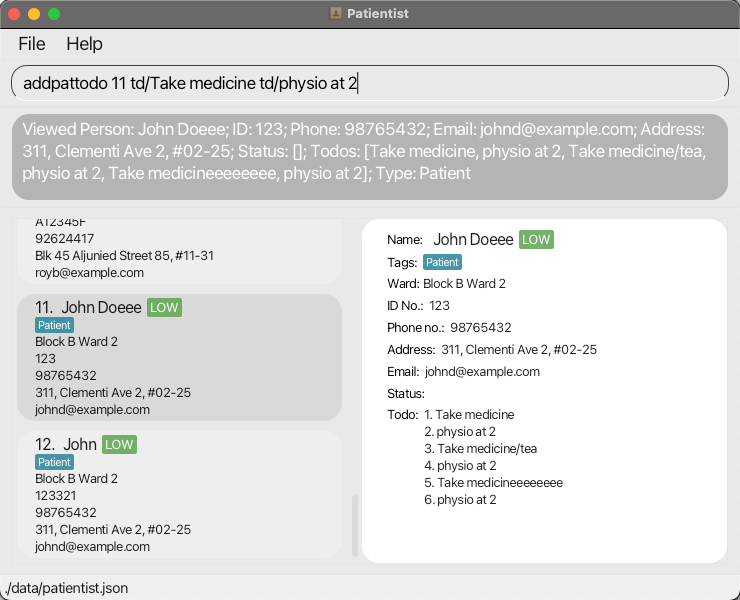 Patientist
File Help
addpattodo 11 td/Take medicine td/physio at 2
Viewed Person: John Doeee; ID: 123; Phone: 98765432; Email: johnd@example.com; Address:
311, Clementi Ave 2, #02-25; Status: []; Todos: [Take medicine, physio at 2, Take medicine/tea,
physio at 2, Take medicineeeeeeee, physio at 2]; Type: Patient
A12345F
92624417
Blk 45 Aljunied Street 85, #11-31
royb@example.com
11. John Doeee LOW
Patient
Block B Ward 2
123
98765432
311, Clementi Ave 2, #02-25
johnd@example.com
12. John LOW
Patient
Block B Ward 2
123321
98765432
311, Clementi Ave 2, #02-25
johnd@example.com
Name: John Doeee LOW
Tags: Patient
Ward: Block B Ward 2
ID No.: 123
Phone no.: 98765432
Address: 311, Clementi Ave 2, #02-25
Email: johnd@example.com
Status:
Todo: 1. Take medicine
2. physio at 2
3. Take medicine/tea
4. physio at 2
5. Take medicineeeeeeee
6. physio at 2
./data/patientist.json